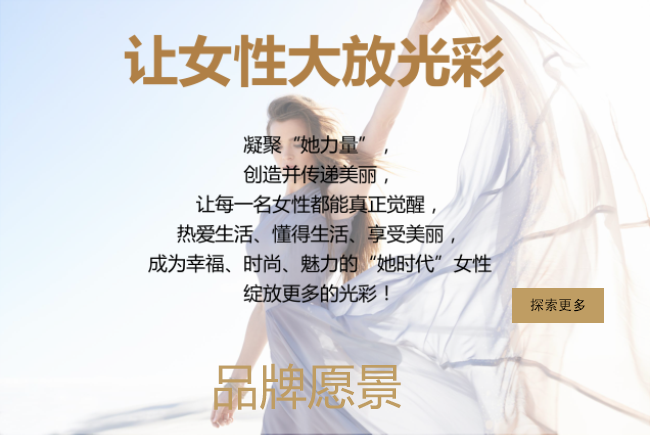 让女性大放光彩
凝聚“她力量”，
创造并传递美丽，
让每一名女性都能真正觉醒，
热爱生活、懂得生活、享受美丽，
成为幸福、时尚、魅力的“她时代”女性
绽放更多的光彩！
探索更多
品牌愿景